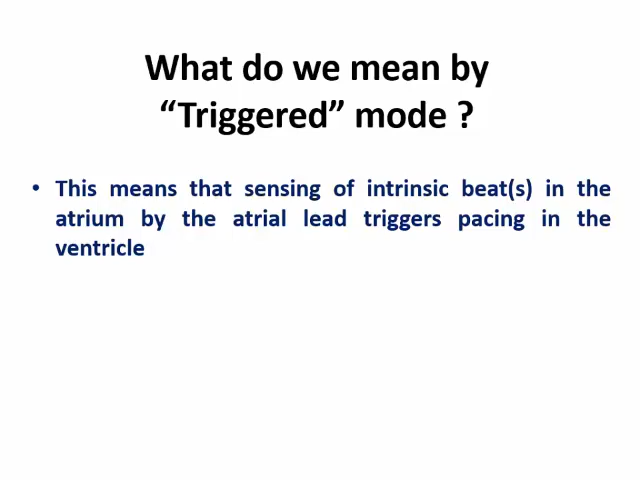 What do we mean by
“Triggered” mode ?
• This means that sensing of intrinsic beat(s) in the
atrium by the atrial lead triggers pacing in the
ventricle